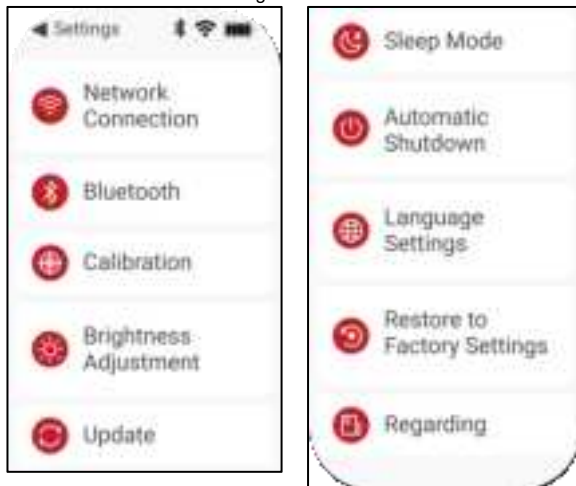 Settings
Network
Connection
Bluetooth
Calibration
Brightness
Adjustment
Update
Sleep Mode
Automatic
Shutdown
Language
Settings
Restore to
Factory Settings
Regarding